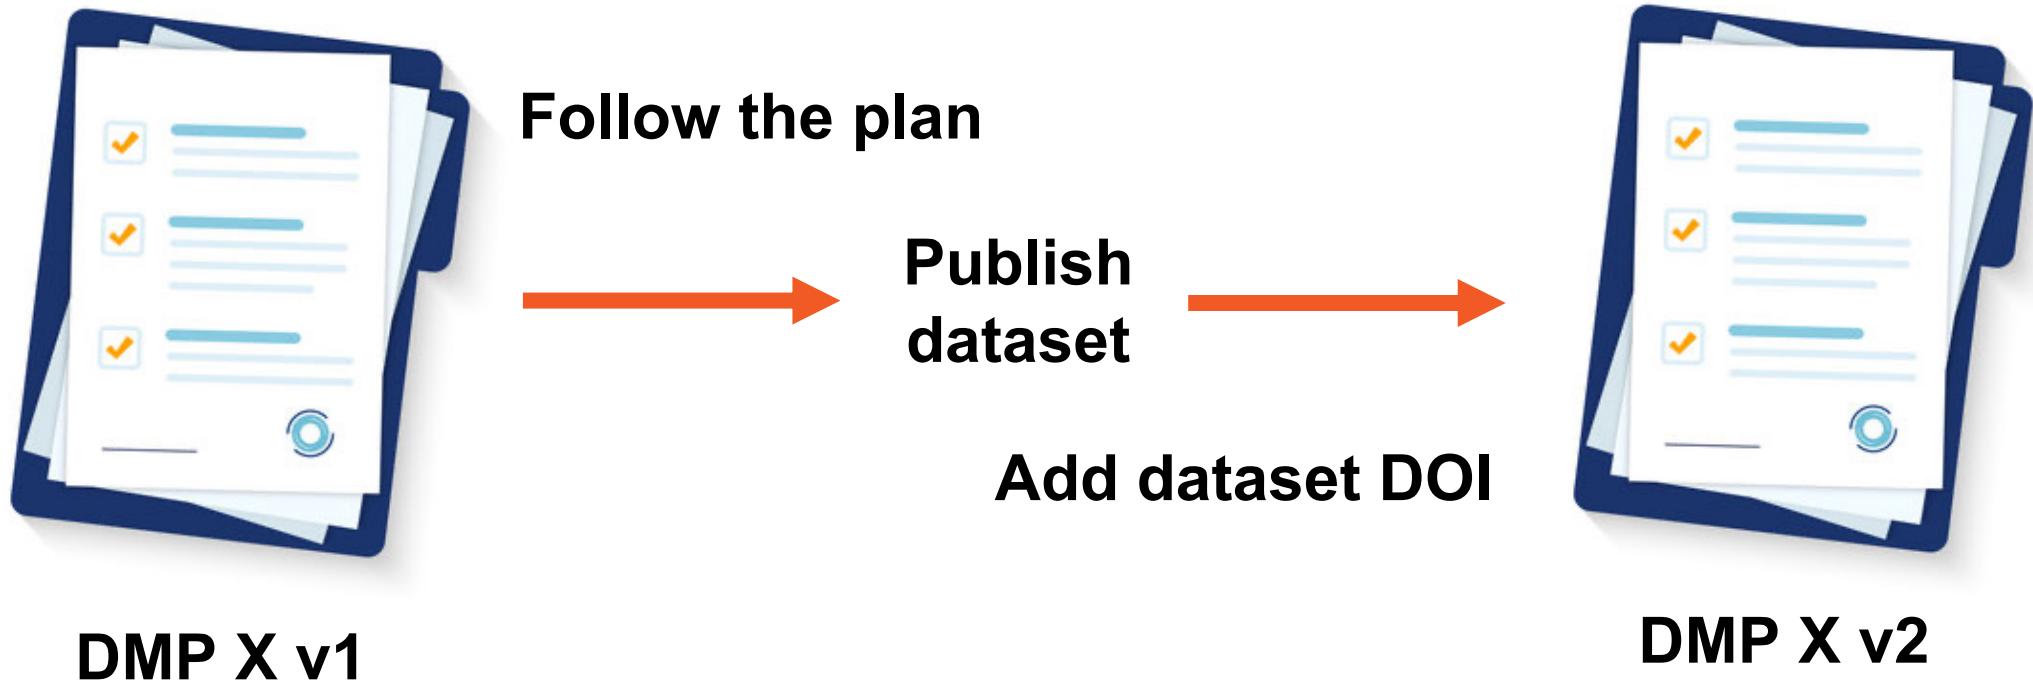 Follow the plan
Publish
dataset
Add dataset DOI
DMP X v1
DMP X v2